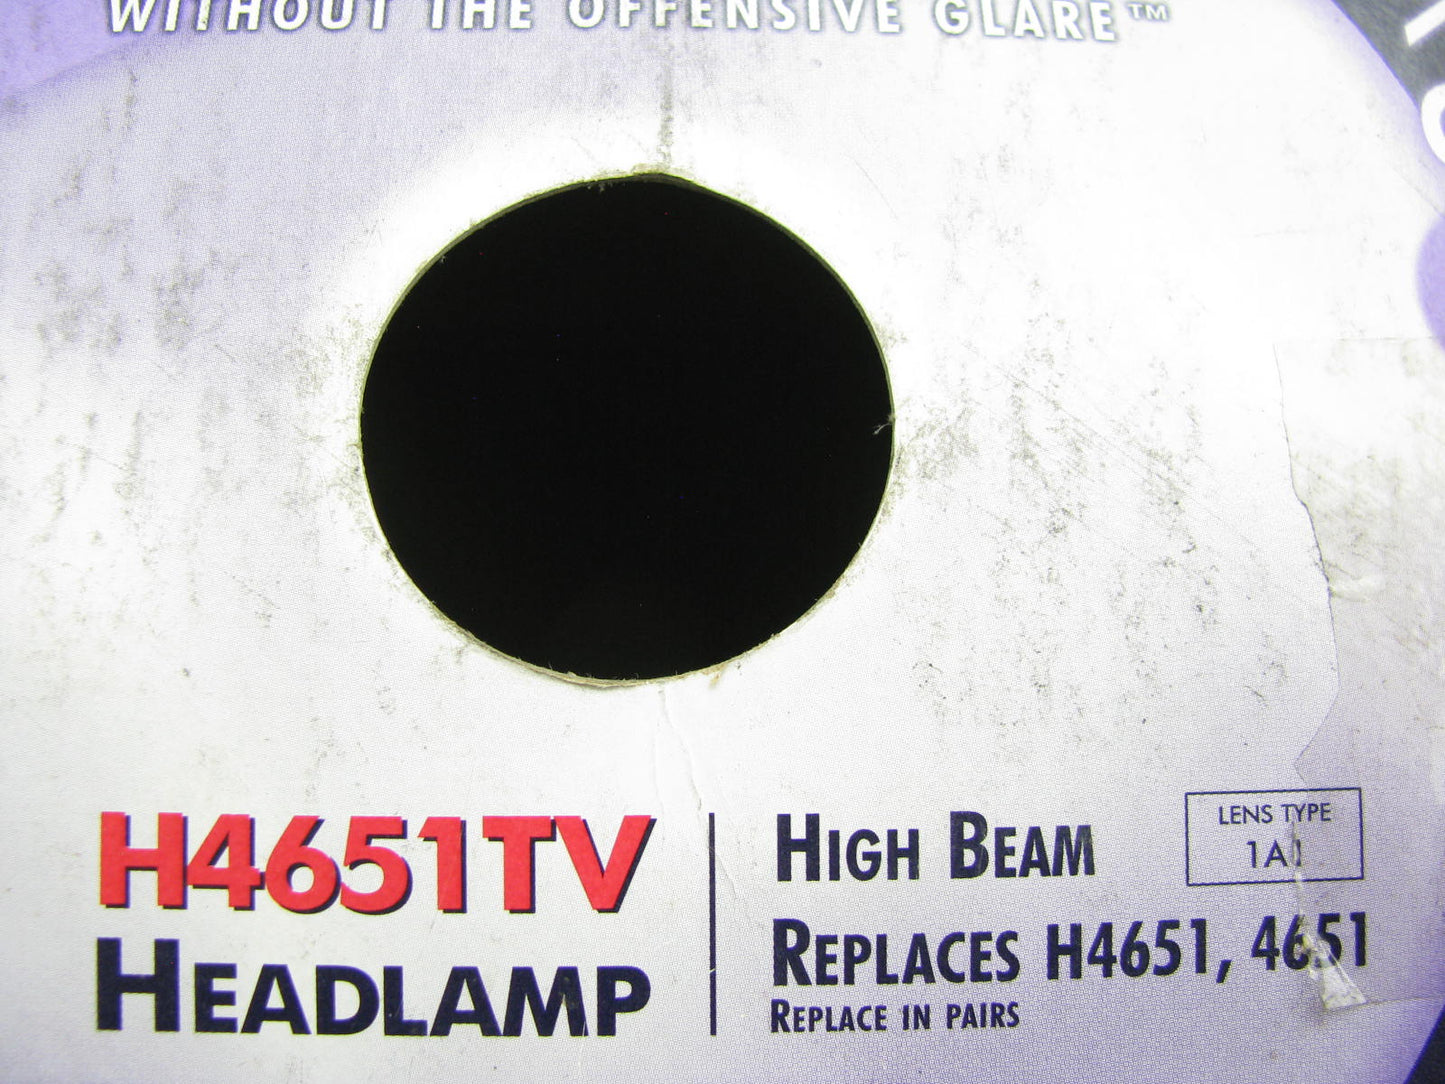 WITHOUT THE OFFENSIVE GLARE™
H4651TV
HEADLAMP
HIGH BEAM
LENS TYPE
1A1
REPLACES H4651, 4651
REPLACE IN PAIRS